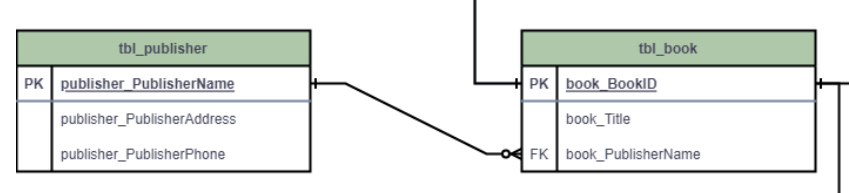 tbl_publisher
PK publisher_PublisherName
publisher_PublisherAddress
publisher_PublisherPhone
tbl_book
PK book_BookID
book_Title
FK book_PublisherName